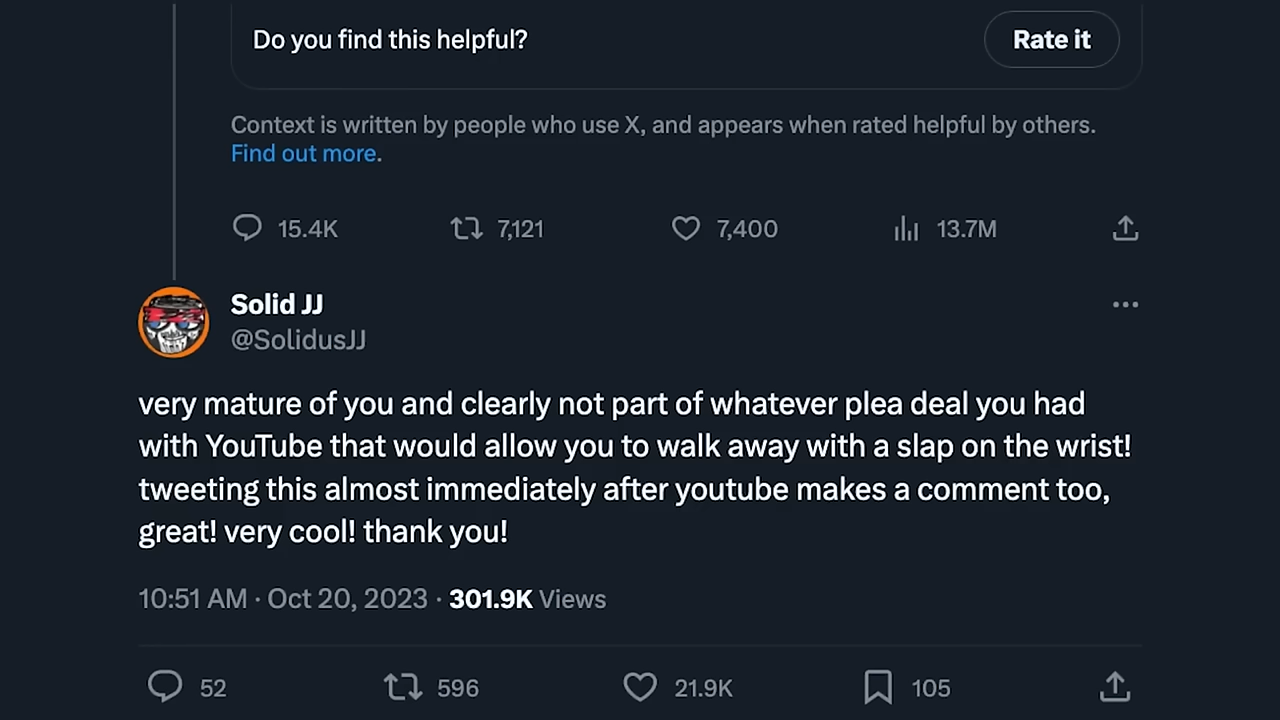 Do you find this helpful?
Rate it
Context is written by people who use X, and appears when rated helpful by others.
Find out more.
15.4K
7,121
7,400
13.7M
Solid JJ
@SolidusJJ
very mature of you and clearly not part of whatever plea deal you had
with YouTube that would allow you to walk away with a slap on the wrist!
tweeting this almost immediately after youtube makes a comment too,
great! very cool! thank you!
10:51 AM · Oct 20, 2023 · 301.9K Views
52
596
21.9K
105